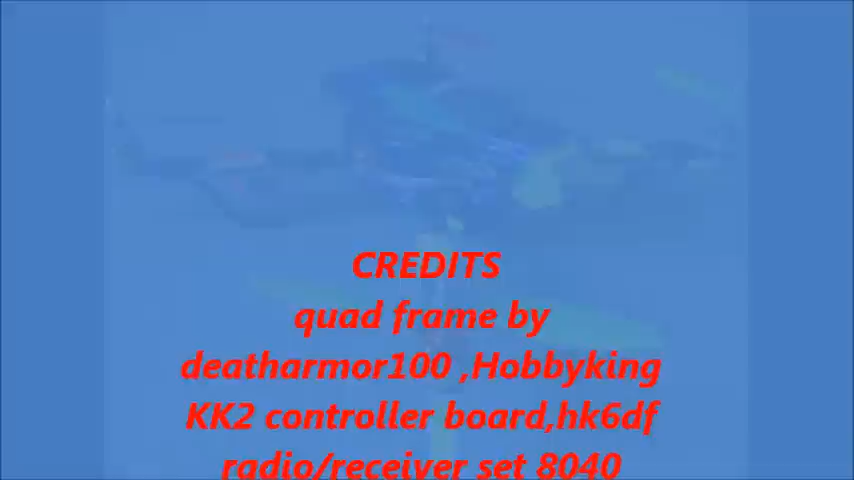 CREDITS
quad frame by
deatharmor100 ,Hobbyking
KK2 controller board,hk6df
radio/receiver set 8040